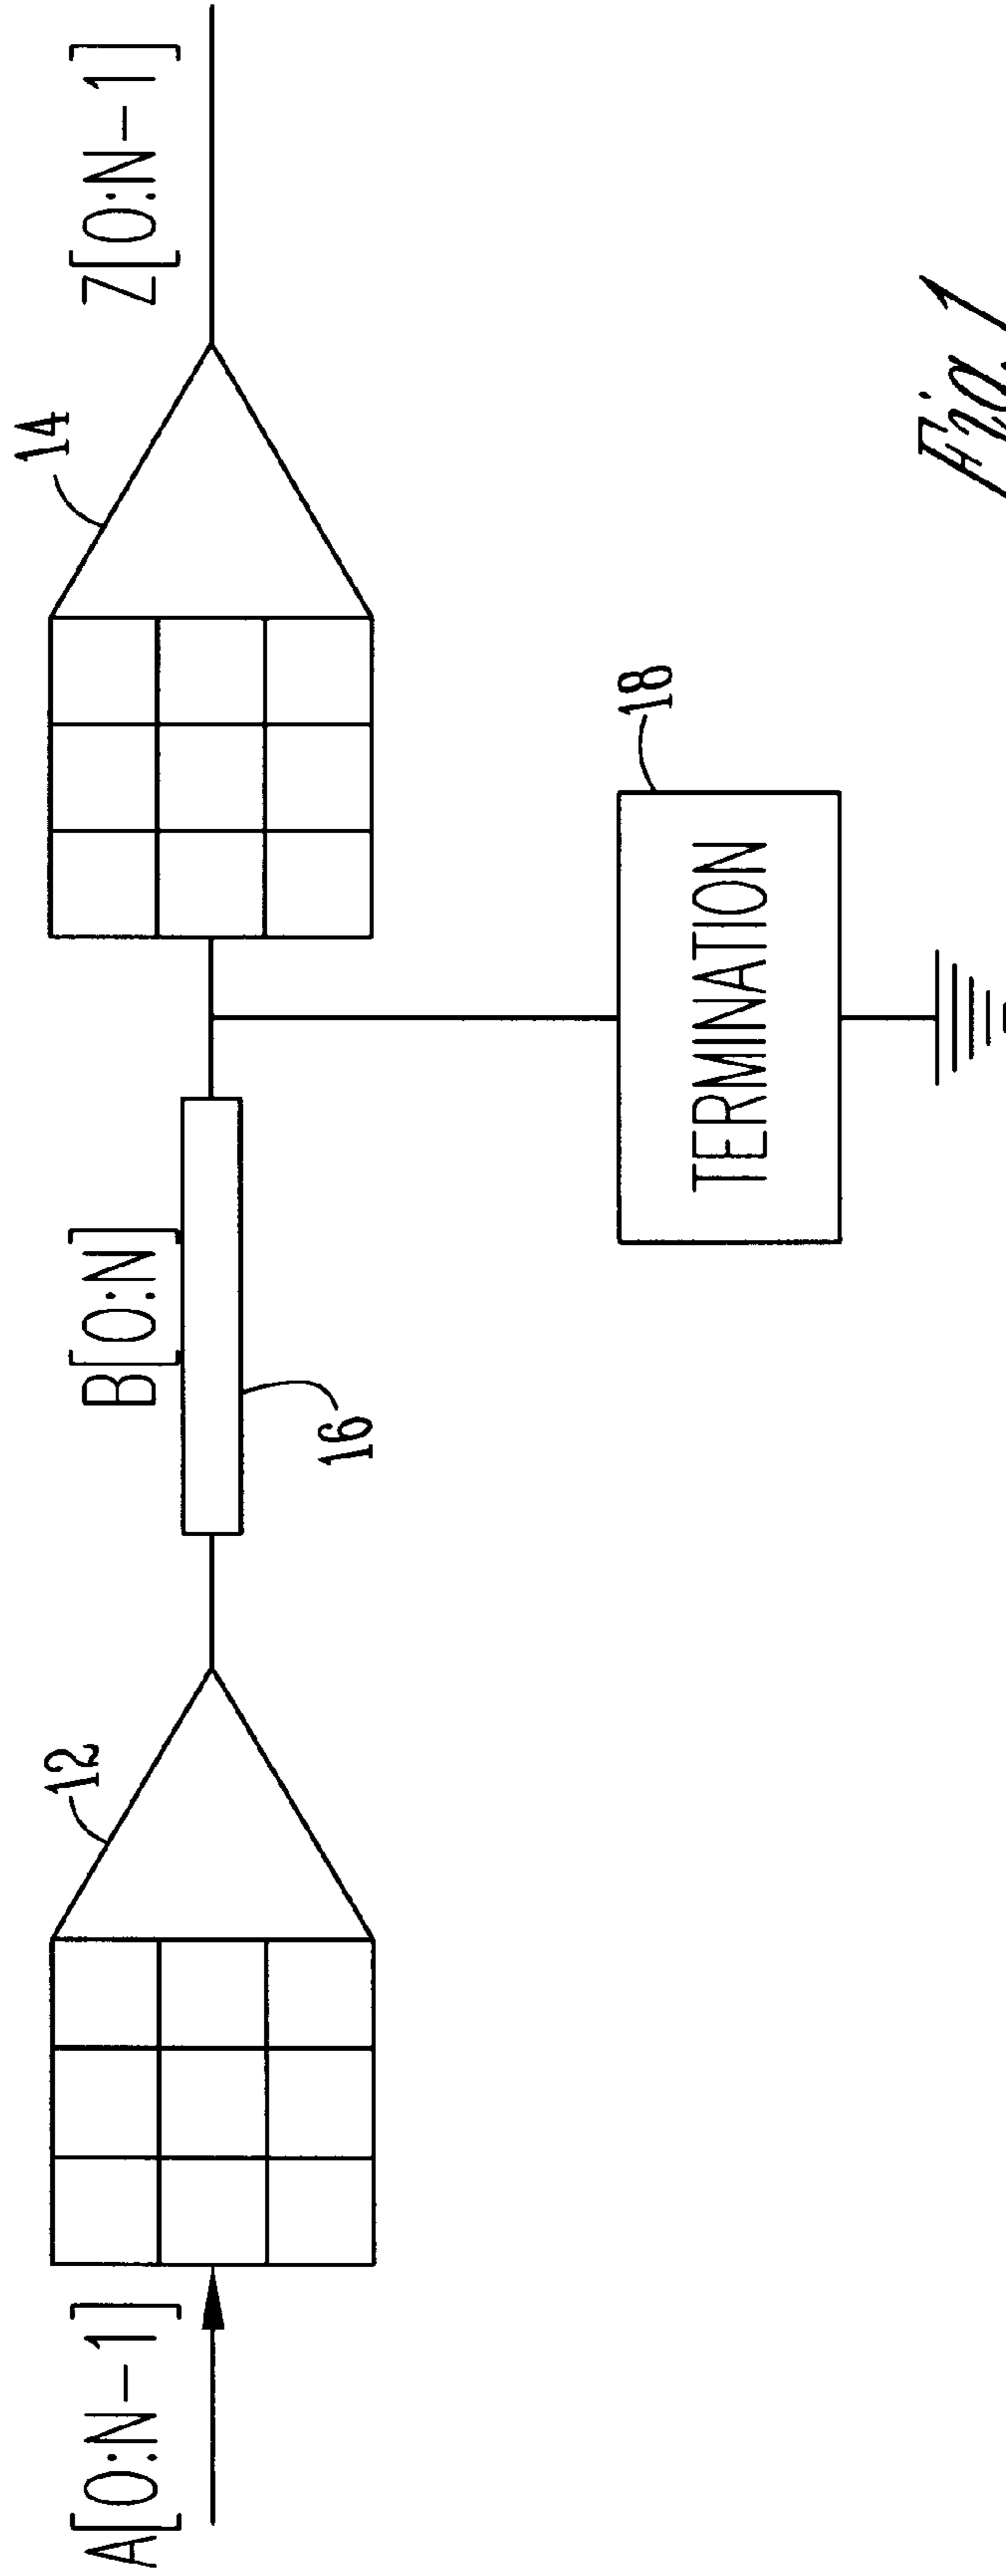 A[0:N-1]
12
B[0:N]
16
14
Z[0:N-1]
TERMINATION
18
Fig. 1